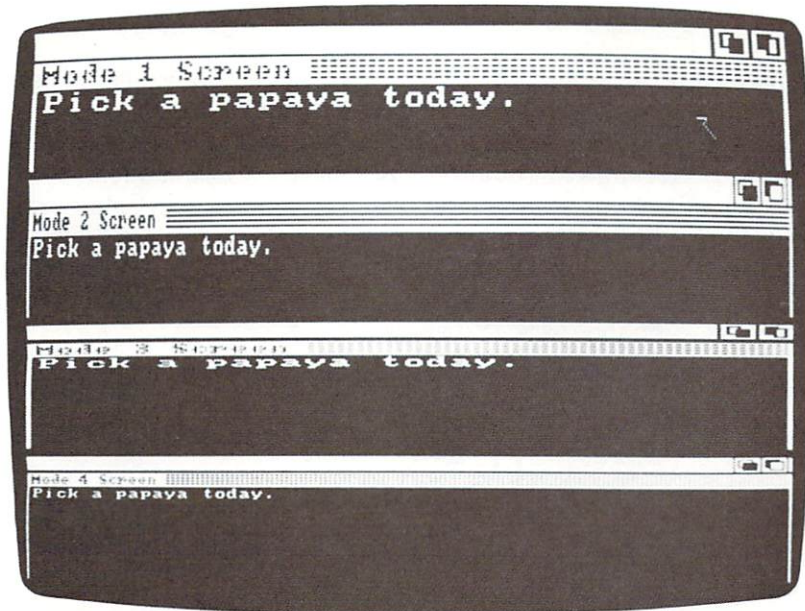 Mode 1 Screen
Pick a papaya today.
Mode 2 Screen
Pick a papaya today.
Mode 3 Screen
Pick a papaya today.
Mode 4 Screen
Pick a papaya today.